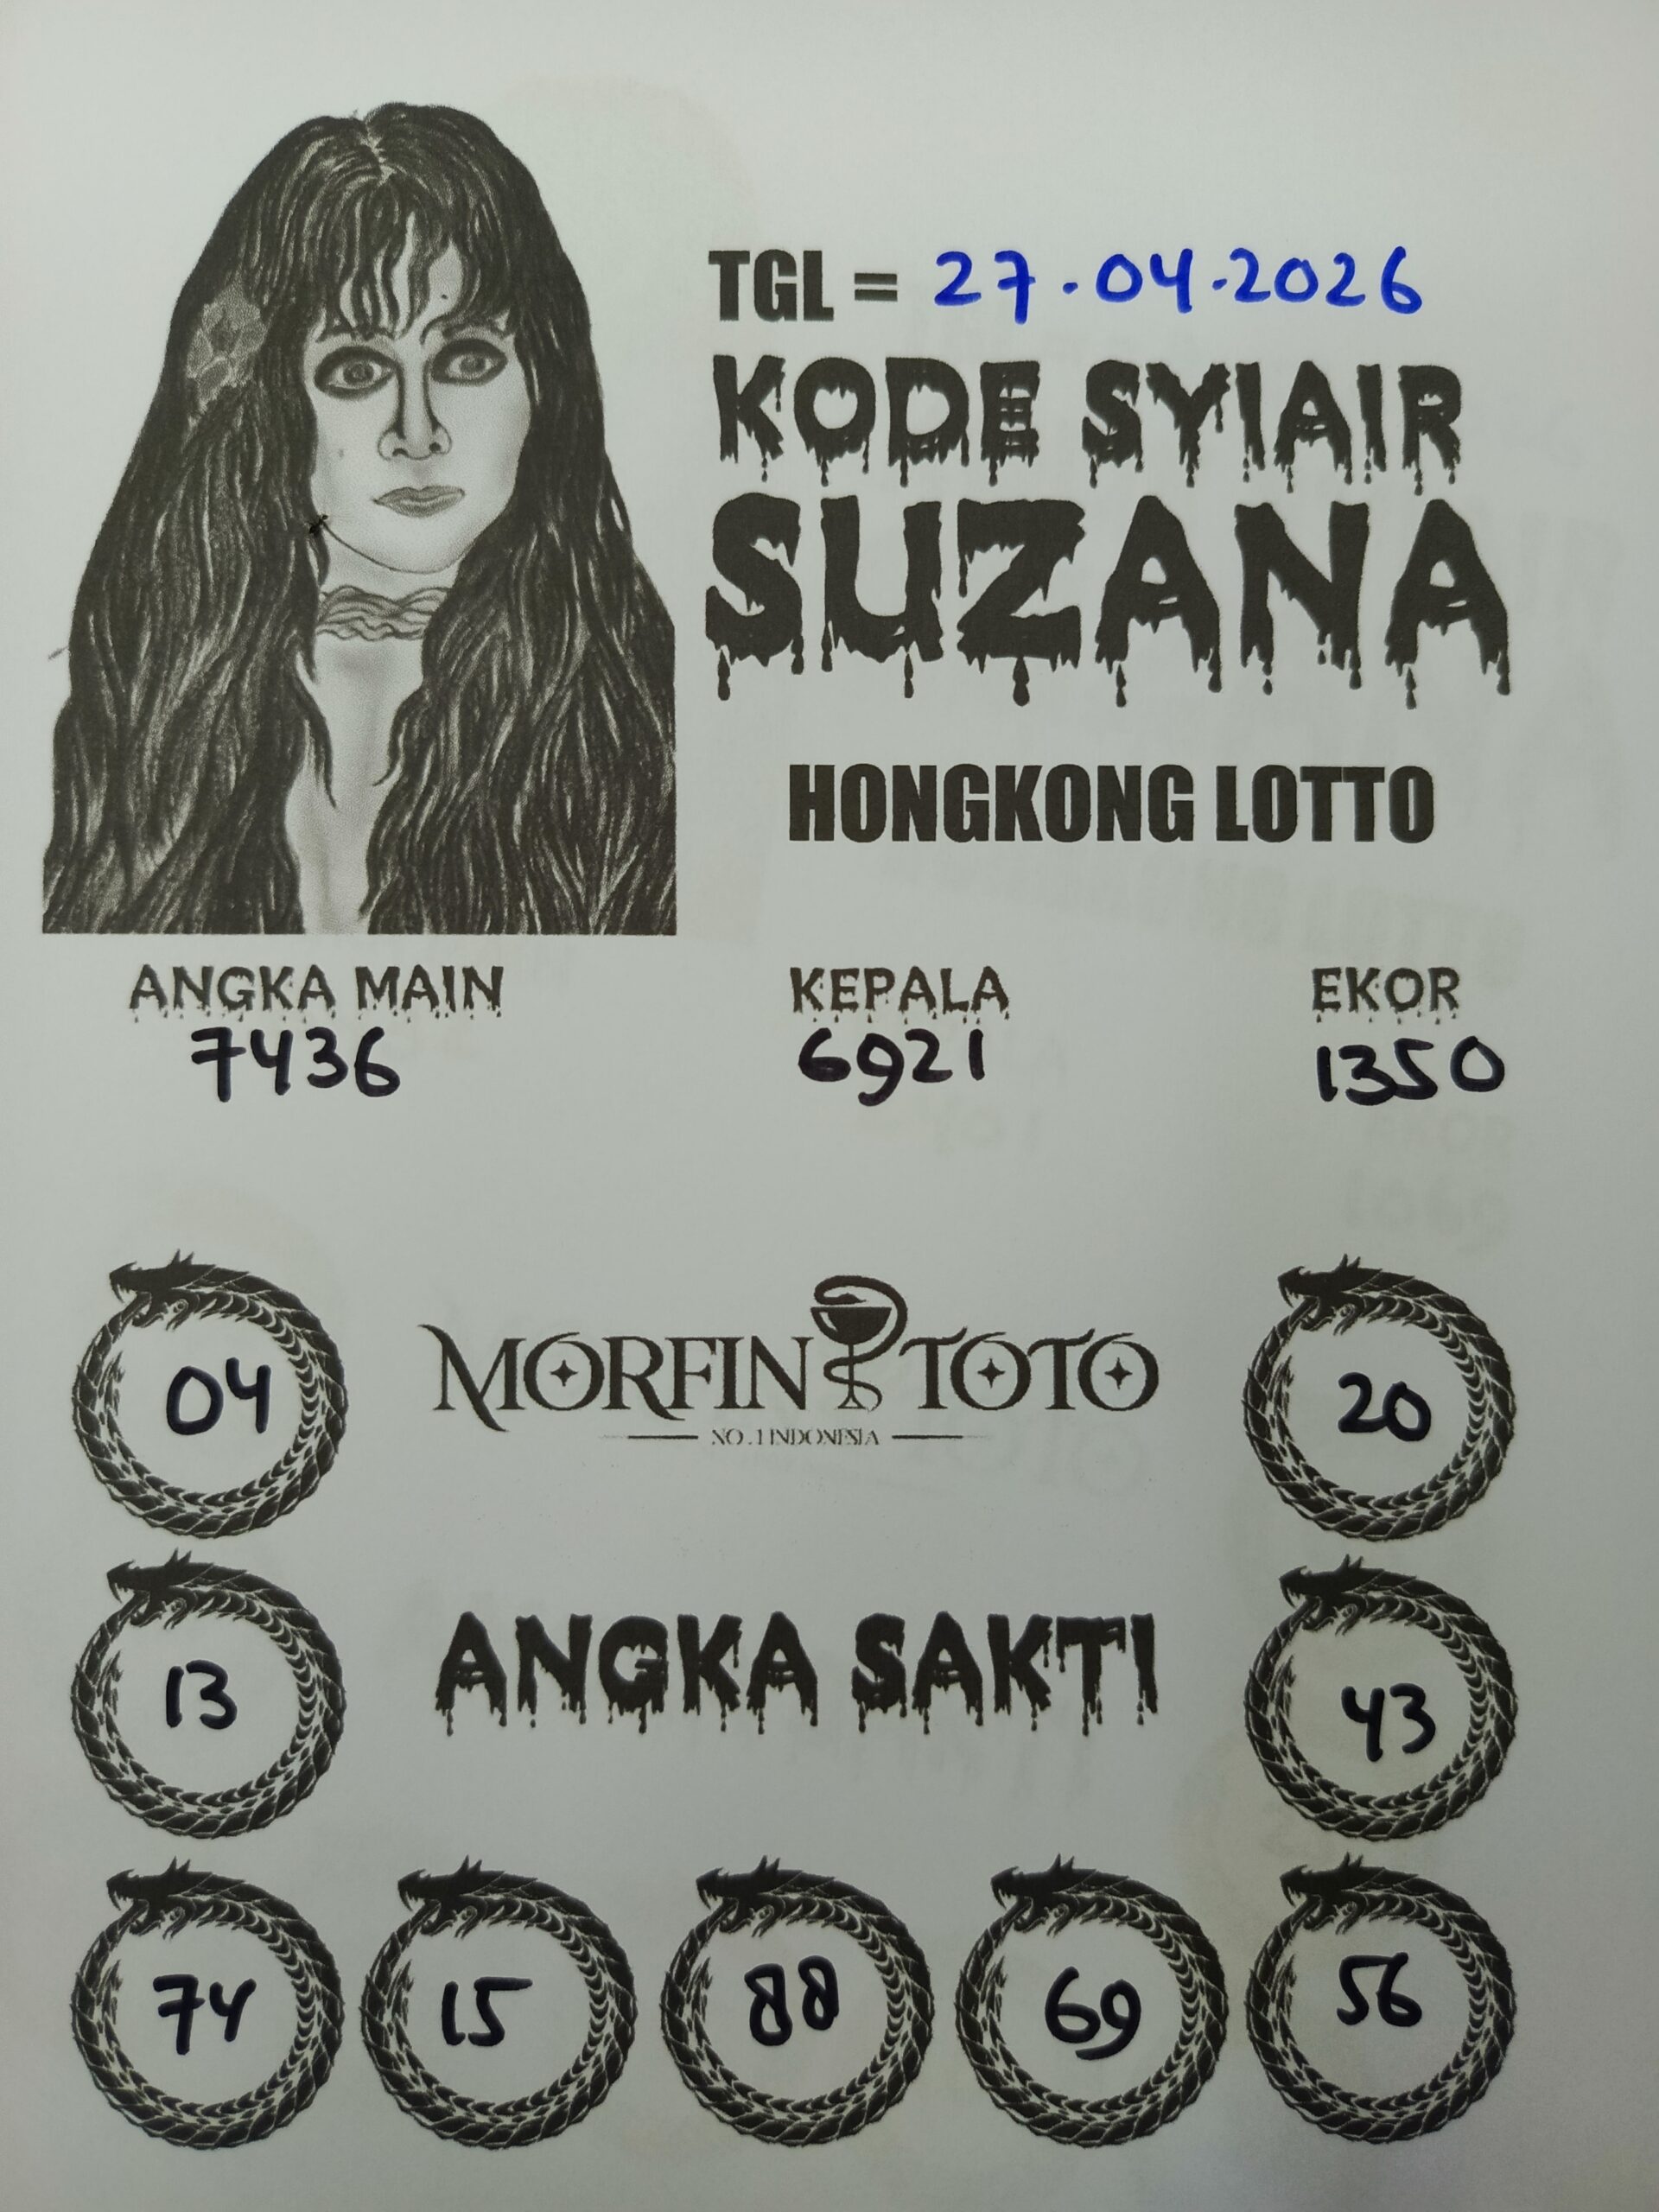 TGL = 27.04.2026
KODE SYIAIR
SUZANA
HONGKONG LOTTO
ANGKA MAIN KEPALA EKOR
7436 6921 1350
04 MORFIN TOTO 20
NO.1 INDONESIA
13 ANGKA SAKTI 43
74 15 88 69 56